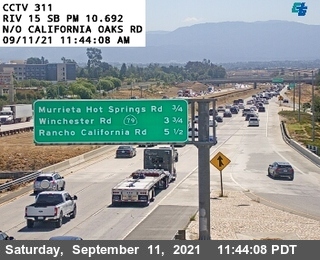 CCTV 311
RIV 15 SB PM 10.692
N/O CALIFORNIA OAKS RD
09/11/21 11:44:08 AM
Murrieta Hot Springs Rd ¾
Winchester Rd 79 3 ¾
Rancho California Rd 5 ½
Saturday, September 11, 2021 11:44:08 PDT